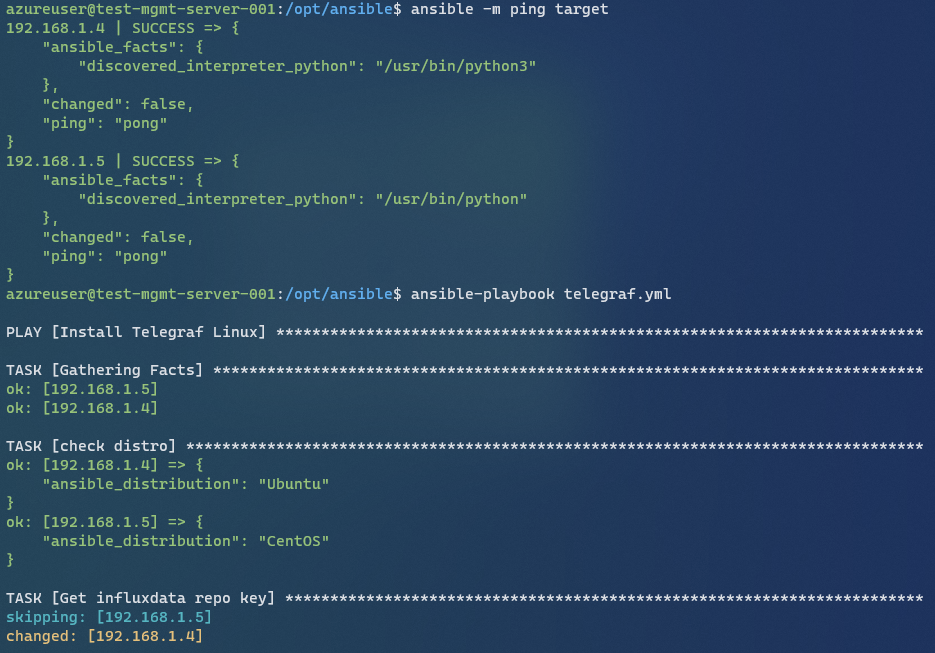 azureuser@test-mgmt-server-001:/opt/ansible$ ansible -m ping target
192.168.1.4 | SUCCESS => {
    "ansible_facts": {
        "discovered_interpreter_python": "/usr/bin/python3"
    },
    "changed": false,
    "ping": "pong"
}
192.168.1.5 | SUCCESS => {
    "ansible_facts": {
        "discovered_interpreter_python": "/usr/bin/python"
    },
    "changed": false,
    "ping": "pong"
}
azureuser@test-mgmt-server-001:/opt/ansible$ ansible-playbook telegraf.yml

PLAY [Install Telegraf Linux] ************************************************************************

TASK [Gathering Facts] *******************************************************************************
ok: [192.168.1.5]
ok: [192.168.1.4]

TASK [check distro] **********************************************************************************
ok: [192.168.1.4] => {
    "ansible_distribution": "Ubuntu"
}
ok: [192.168.1.5] => {
    "ansible_distribution": "CentOS"
}

TASK [Get influxdata repo key] ***********************************************************************
skipping: [192.168.1.5]
changed: [192.168.1.4]